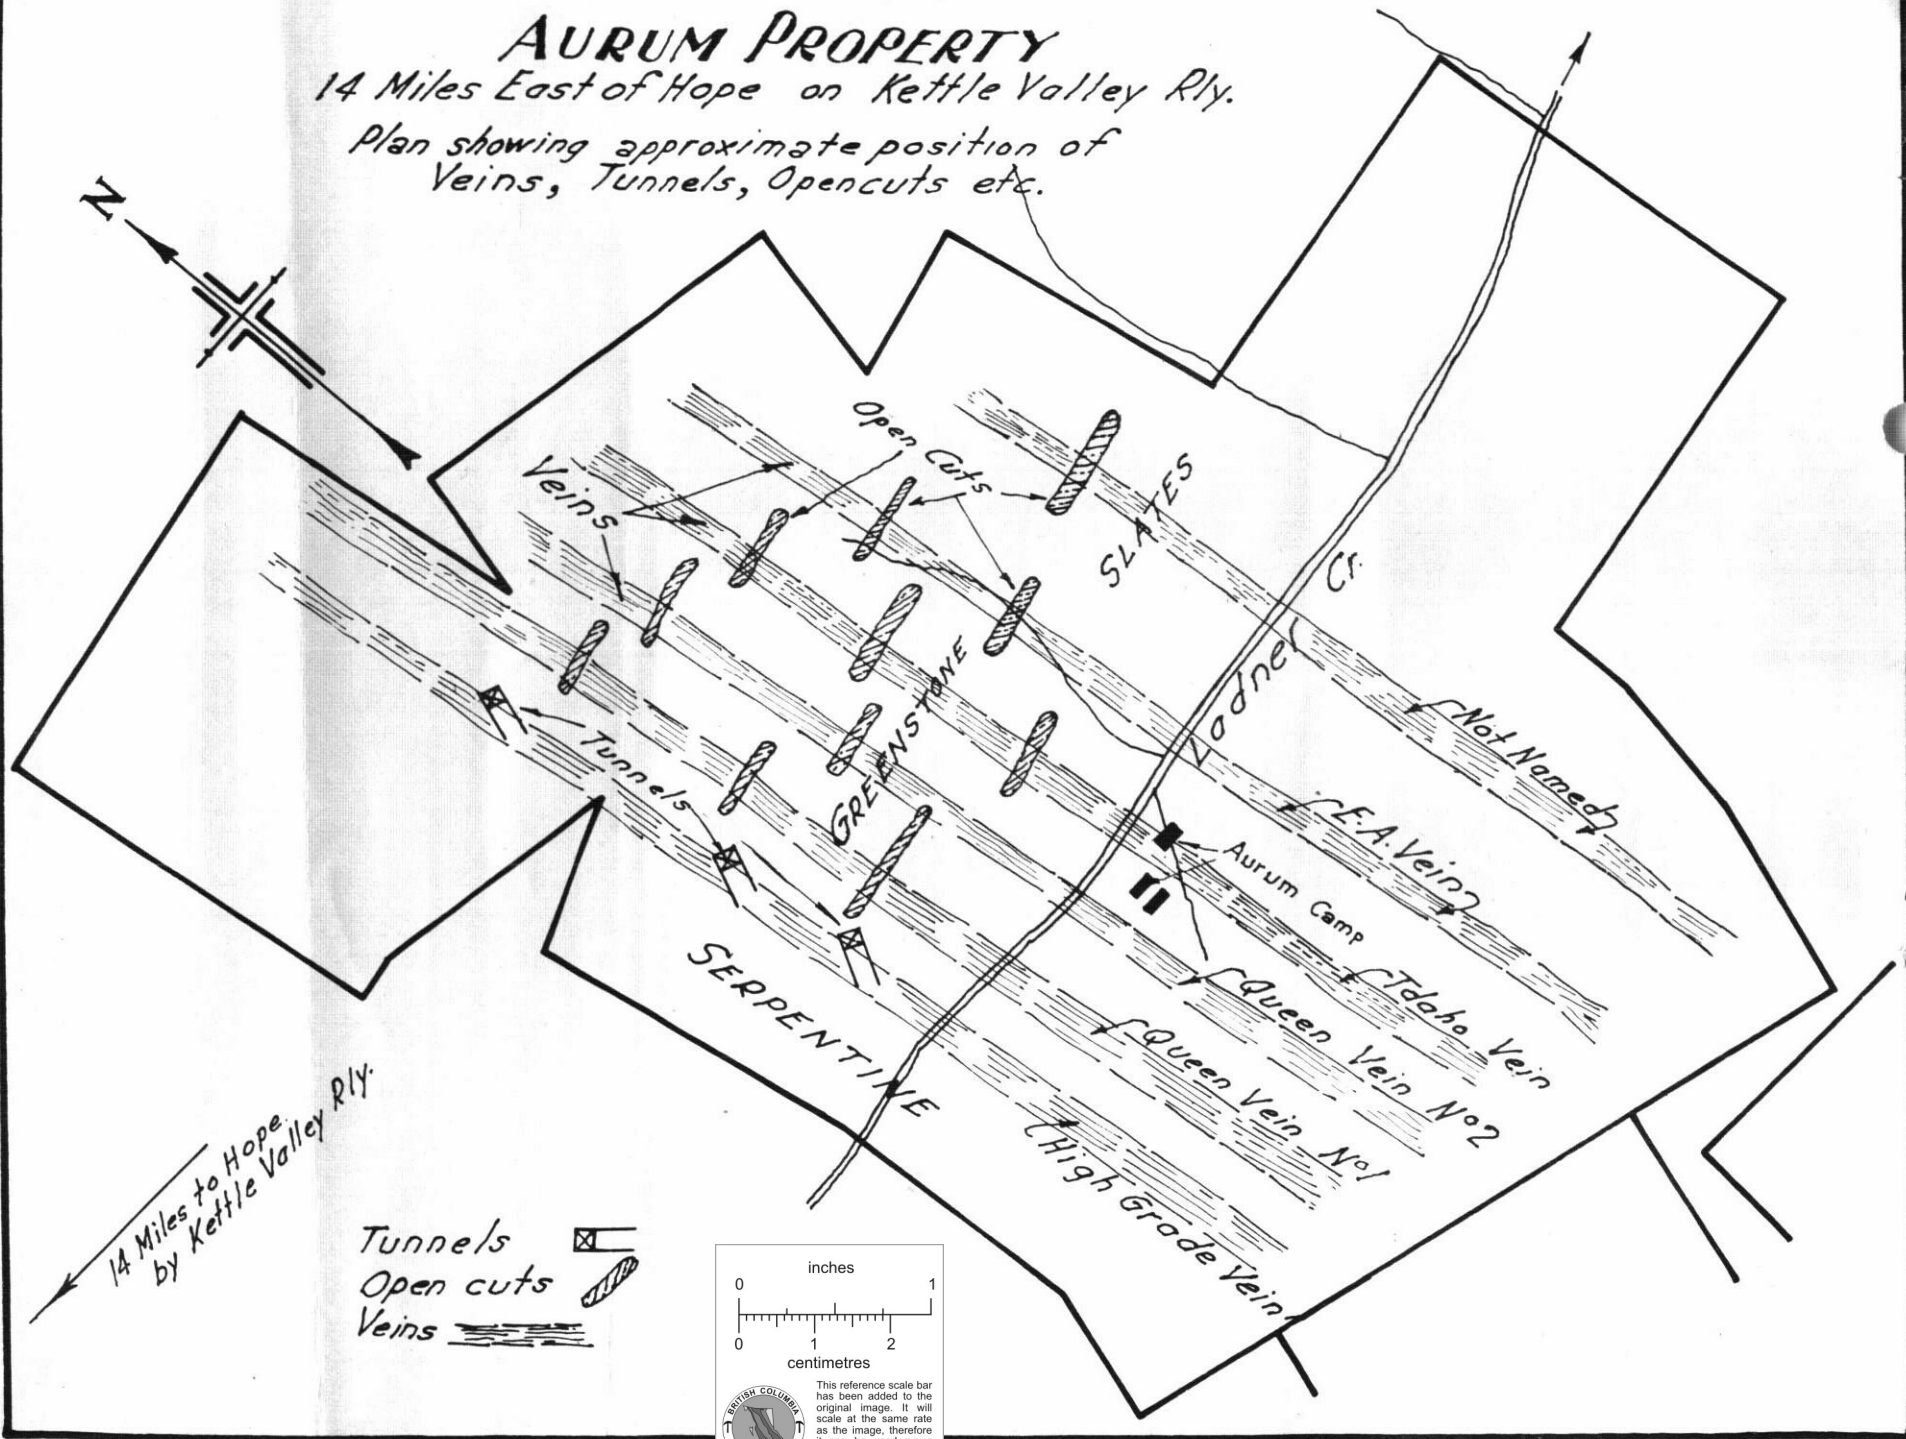 AURUM PROPERTY
14 Miles East of Hope on Kettle Valley Rly.
Plan showing approximate position of
Veins, Tunnels, Opencuts etc.
N
Open Cuts
Veins
SLATES
Cr.
Ladner
GREENSTONE
Tunnels
Not Named
E.A. Vein
Aurum Camp
Idaho Vein
Queen Vein No2
Queen Vein No1
High Grade Vein
SERPENTINE
14 Miles to Hope
by Kettle Valley Rly.
Tunnels
Open cuts
Veins
inches
0 1
0 1 2
centimetres
This reference scale bar
has been added to the
original image. It will
scale at the same rate
as the image, therefore
BRITISH COLUMBIA